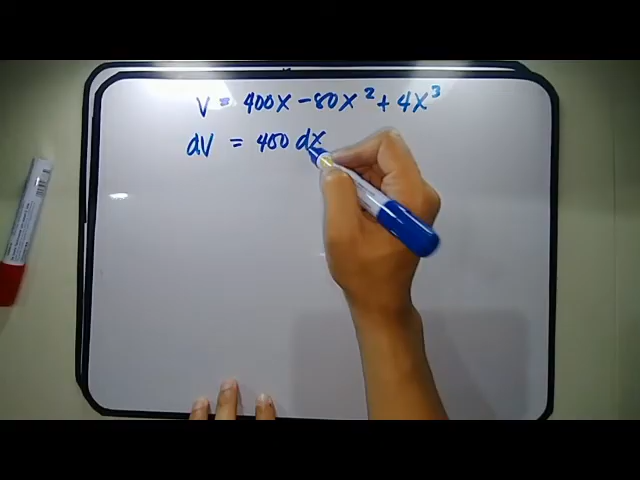 V = 400x - 80x² + 4x³
dV = 400 dx